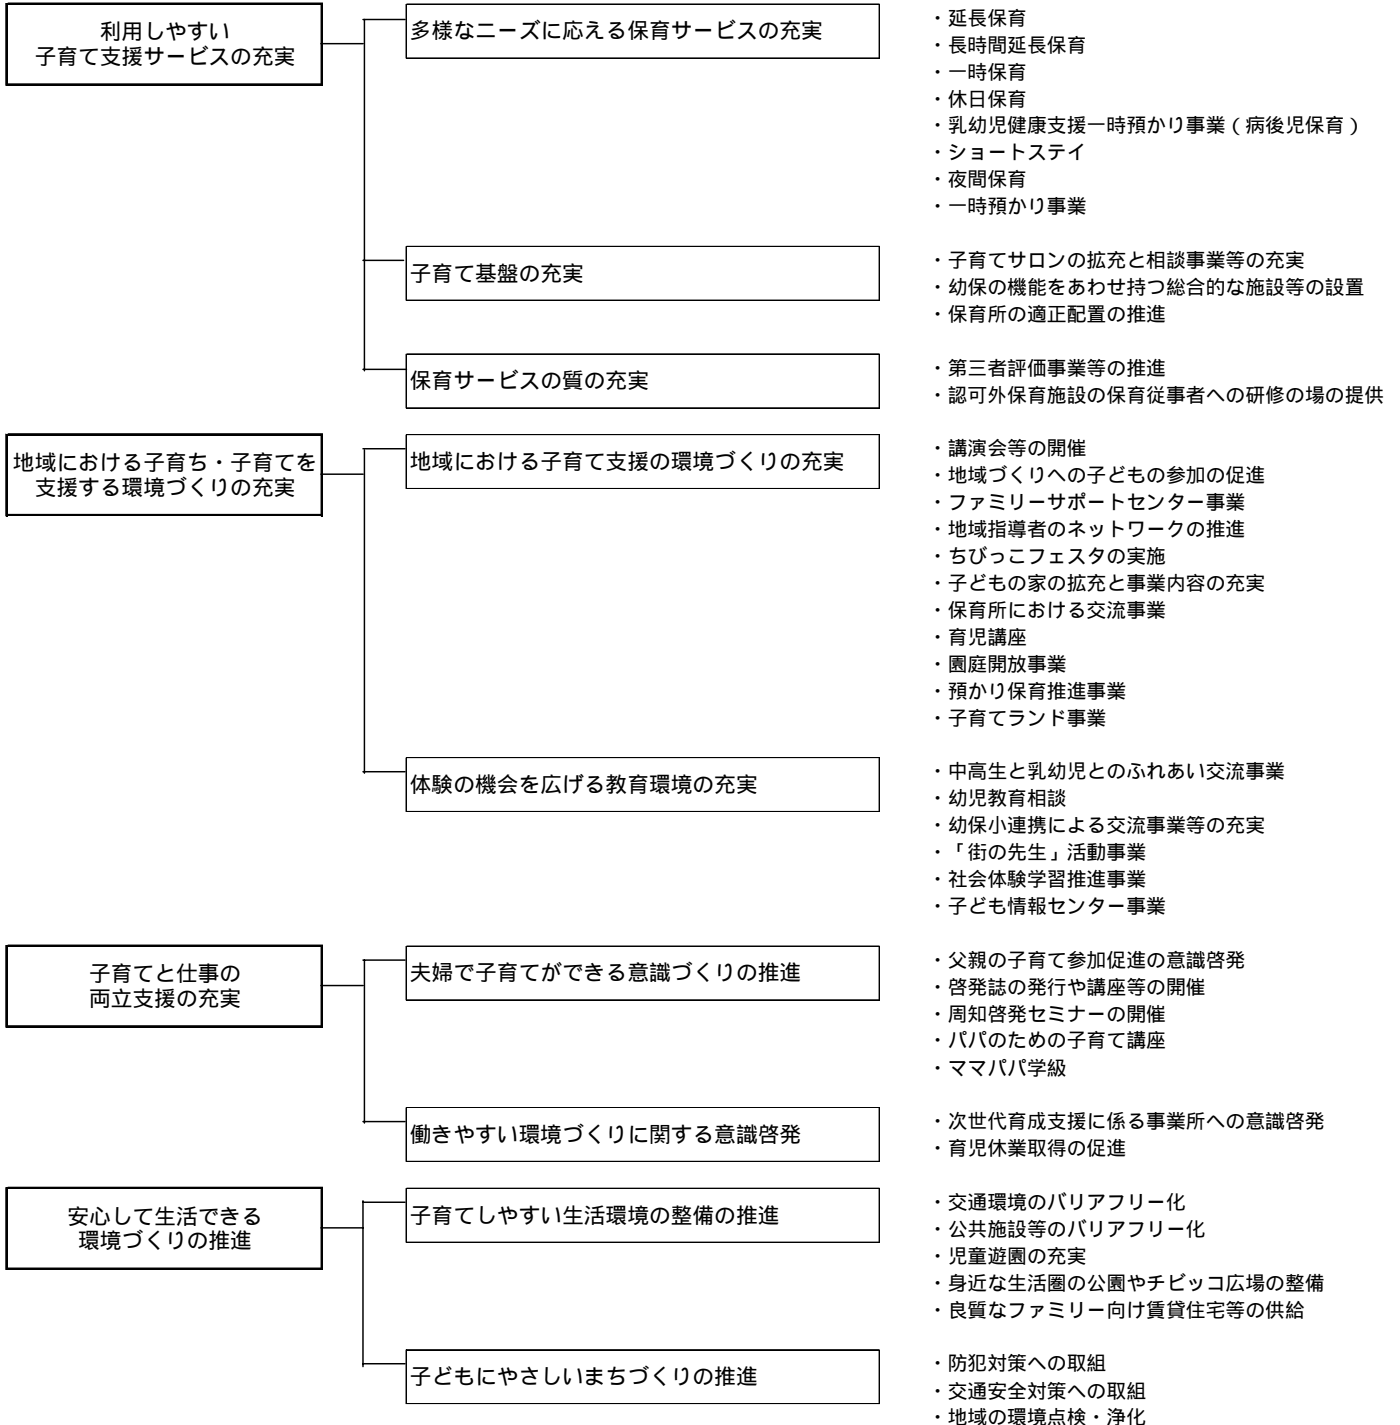 利用しやすい
子育て支援サービスの充実
多様なニーズに応える保育サービスの充実
・延長保育
・長時間延長保育
・一時保育
・休日保育
・乳幼児健康支援一時預かり事業（病後児保育）
・ショートステイ
・夜間保育
・一時預かり事業
子育て基盤の充実
・子育てサロンの拡充と相談事業等の充実
・幼保の機能をあわせ持つ総合的な施設等の設置
・保育所の適正配置の推進
保育サービスの質の充実
・第三者評価事業等の推進
・認可外保育施設の保育従事者への研修の場の提供
地域における子育ち・子育てを
支援する環境づくりの充実
地域における子育て支援の環境づくりの充実
・講演会等の開催
・地域づくりへの子どもの参加の促進
・ファミリーサポートセンター事業
・地域指導者のネットワークの推進
・ちびっこフェスタの実施
・子どもの家の拡充と事業内容の充実
・保育所における交流事業
・育児講座
・園庭開放事業
・預かり保育推進事業
・子育てランド事業
体験の機会を広げる教育環境の充実
・中高生と乳幼児とのふれあい交流事業
・幼児教育相談
・幼保小連携による交流事業等の充実
・「街の先生」活動事業
・社会体験学習推進事業
・子ども情報センター事業
子育てと仕事の
両立支援の充実
夫婦で子育てができる意識づくりの推進
・父親の子育て参加促進の意識啓発
・啓発誌の発行や講座等の開催
・周知啓発セミナーの開催
・パパのための子育て講座
・ママパパ学級
働きやすい環境づくりに関する意識啓発
・次世代育成支援に係る事業所への意識啓発
・育児休業取得の促進
安心して生活できる
環境づくりの推進
子育てしやすい生活環境の整備の推進
・交通環境のバリアフリー化
・公共施設等のバリアフリー化
・児童遊園の充実
・身近な生活圏の公園やチビッコ広場の整備
・良質なファミリー向け賃貸住宅等の供給
子どもにやさしいまちづくりの推進
・防犯対策への取組
・交通安全対策への取組
・地域の環境点検・浄化